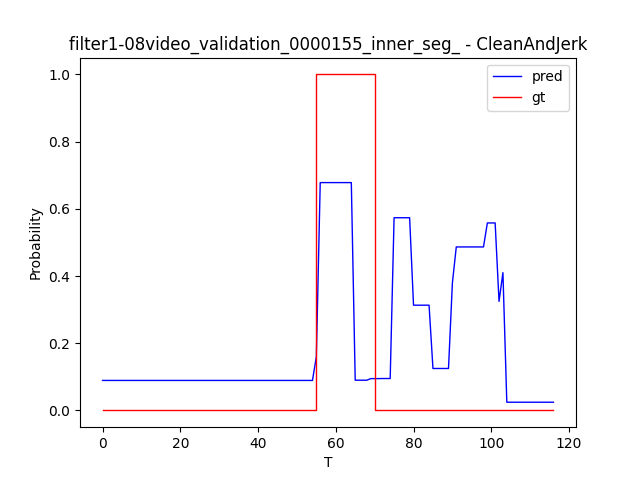 filter1-08video_validation_0000155_inner_seg_ - CleanAndJerk
pred
gt
Probability
1.0
0.8
0.6
0.4
0.2
0.0
0 20 40 60 80 100 120
T